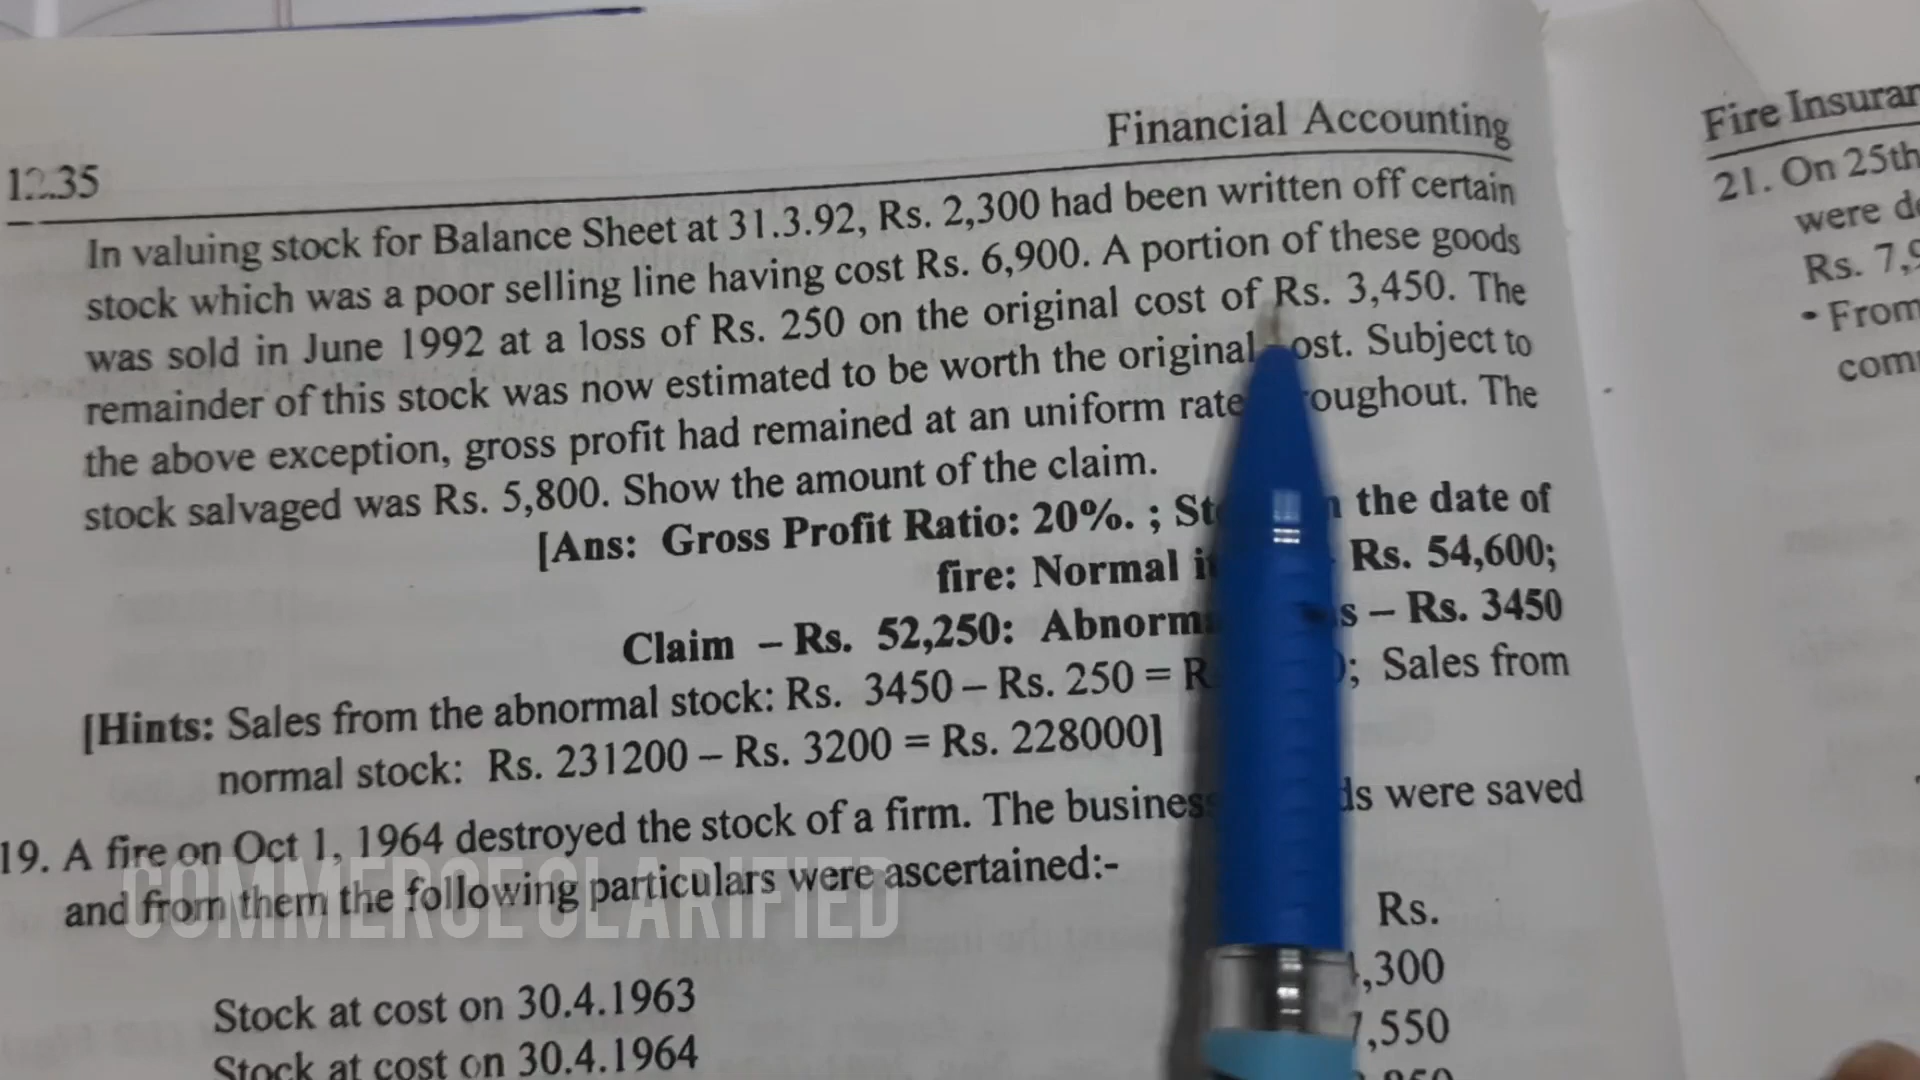 Financial Accounting
12.35
In valuing stock for Balance Sheet at 31.3.92, Rs. 2,300 had been written off certain
stock which was a poor selling line having cost Rs. 6,900. A portion of these goods
was sold in June 1992 at a loss of Rs. 250 on the original cost of Rs. 3,450. The
remainder of this stock was now estimated to be worth the original ost. Subject to
the above exception, gross profit had remained at an uniform rate oughout. The
stock salvaged was Rs. 5,800. Show the amount of the claim.
[Ans: Gross Profit Ratio: 20%. ; St the date of
fire: Normal Rs. 54,600;
Claim – Rs. 52,250: Abnorm s – Rs. 3450
[Hints: Sales from the abnormal stock: Rs. 3450 – Rs. 250 = R ); Sales from
normal stock: Rs. 231200 – Rs. 3200 = Rs. 228000]
19. A fire on Oct 1, 1964 destroyed the stock of a firm. The business ds were saved
and from them the following particulars were ascertained:-
COMMERCE CLARIFIED
Rs.
,300
Stock at cost on 30.4.1963
7,550
Stock at cost on 30.4.1964
Fire Insuran
21. On 25th
were de
Rs. 7,9
• From
com